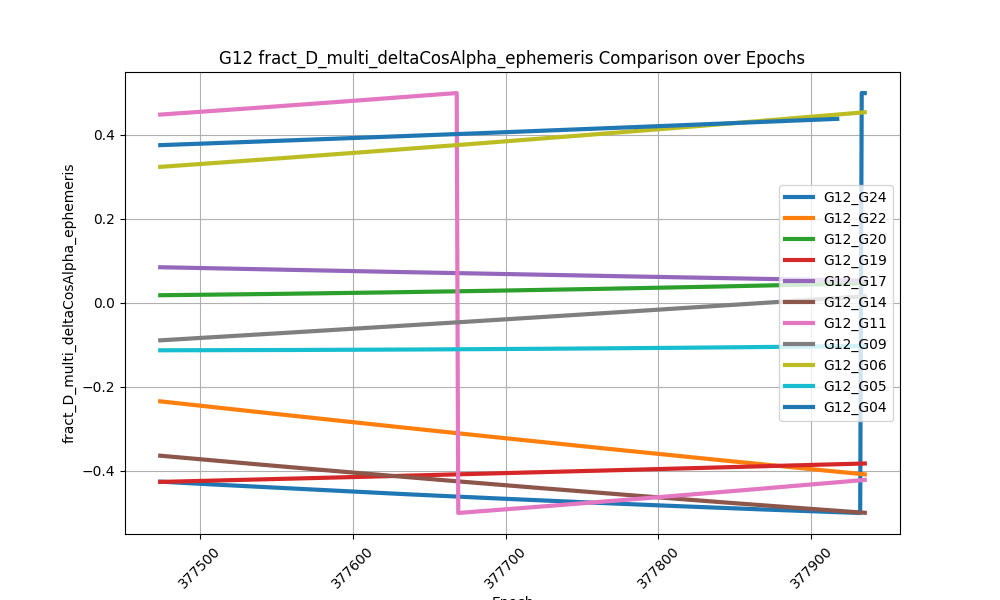 G12 fract_D_multi_deltaCosAlpha_ephemeris Comparison over Epochs
fract_D_multi_deltaCosAlpha_ephemeris
0.4
0.2
0.0
−0.2
−0.4
G12_G24
G12_G22
G12_G20
G12_G19
G12_G17
G12_G14
G12_G11
G12_G09
G12_G06
G12_G05
G12_G04
377500
377600
377700
377800
377900
Epoch